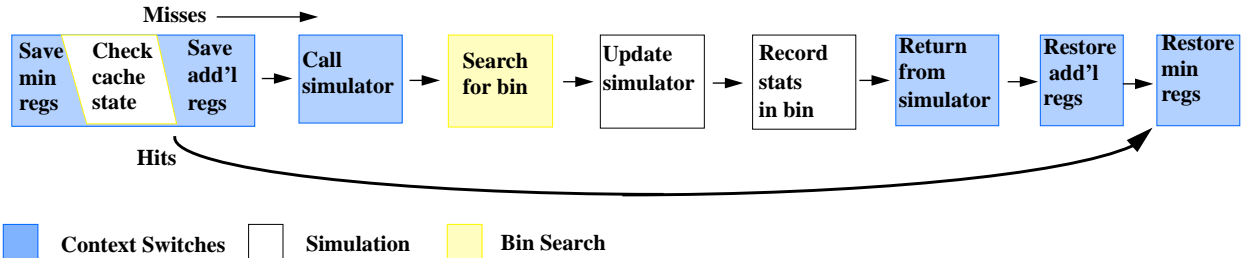 Misses
Save
min
regs
Check
cache
state
Save
add'l
regs
Call
simulator
Search
for bin
Update
simulator
Record
stats
in bin
Return
from
simulator
Restore
add'l
regs
Restore
min
regs
Hits
Context Switches
Simulation
Bin Search